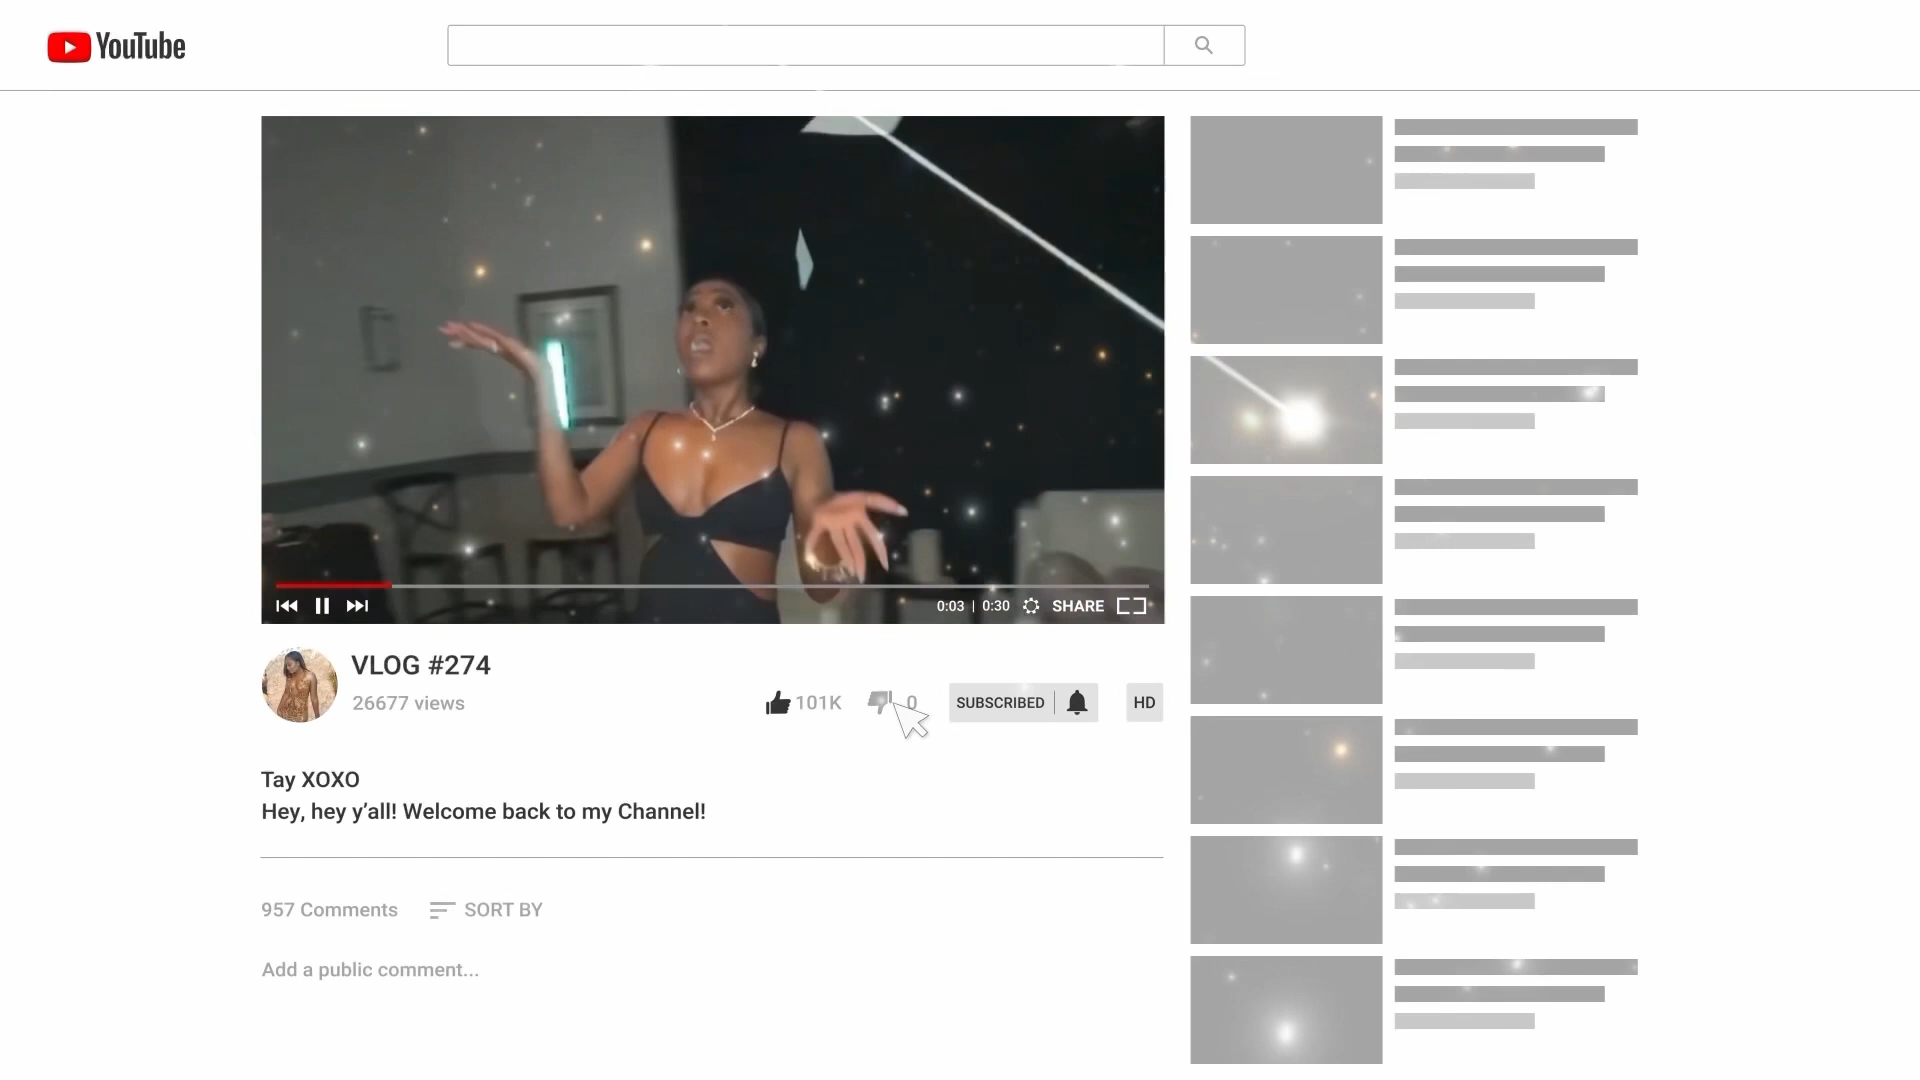 YouTube
0:03 | 0:30 SHARE
VLOG #274
26677 views
101K 0 SUBSCRIBED HD
Tay XOXO
Hey, hey y’all! Welcome back to my Channel!
957 Comments SORT BY
Add a public comment...